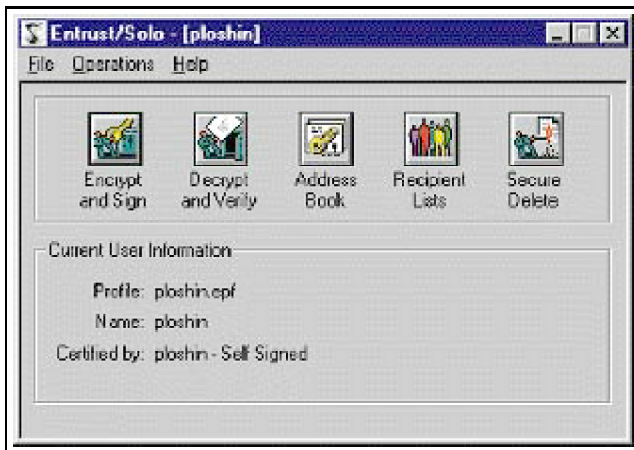 Entrust/Solo - [ploshin]
File Operations Help
Encrypt and Sign
Decrypt and Verify
Address Book
Recipient Lists
Secure Delete
Current User Information
Profile: ploshin.epf
Name: ploshin
Certified by: ploshin - Self Signed